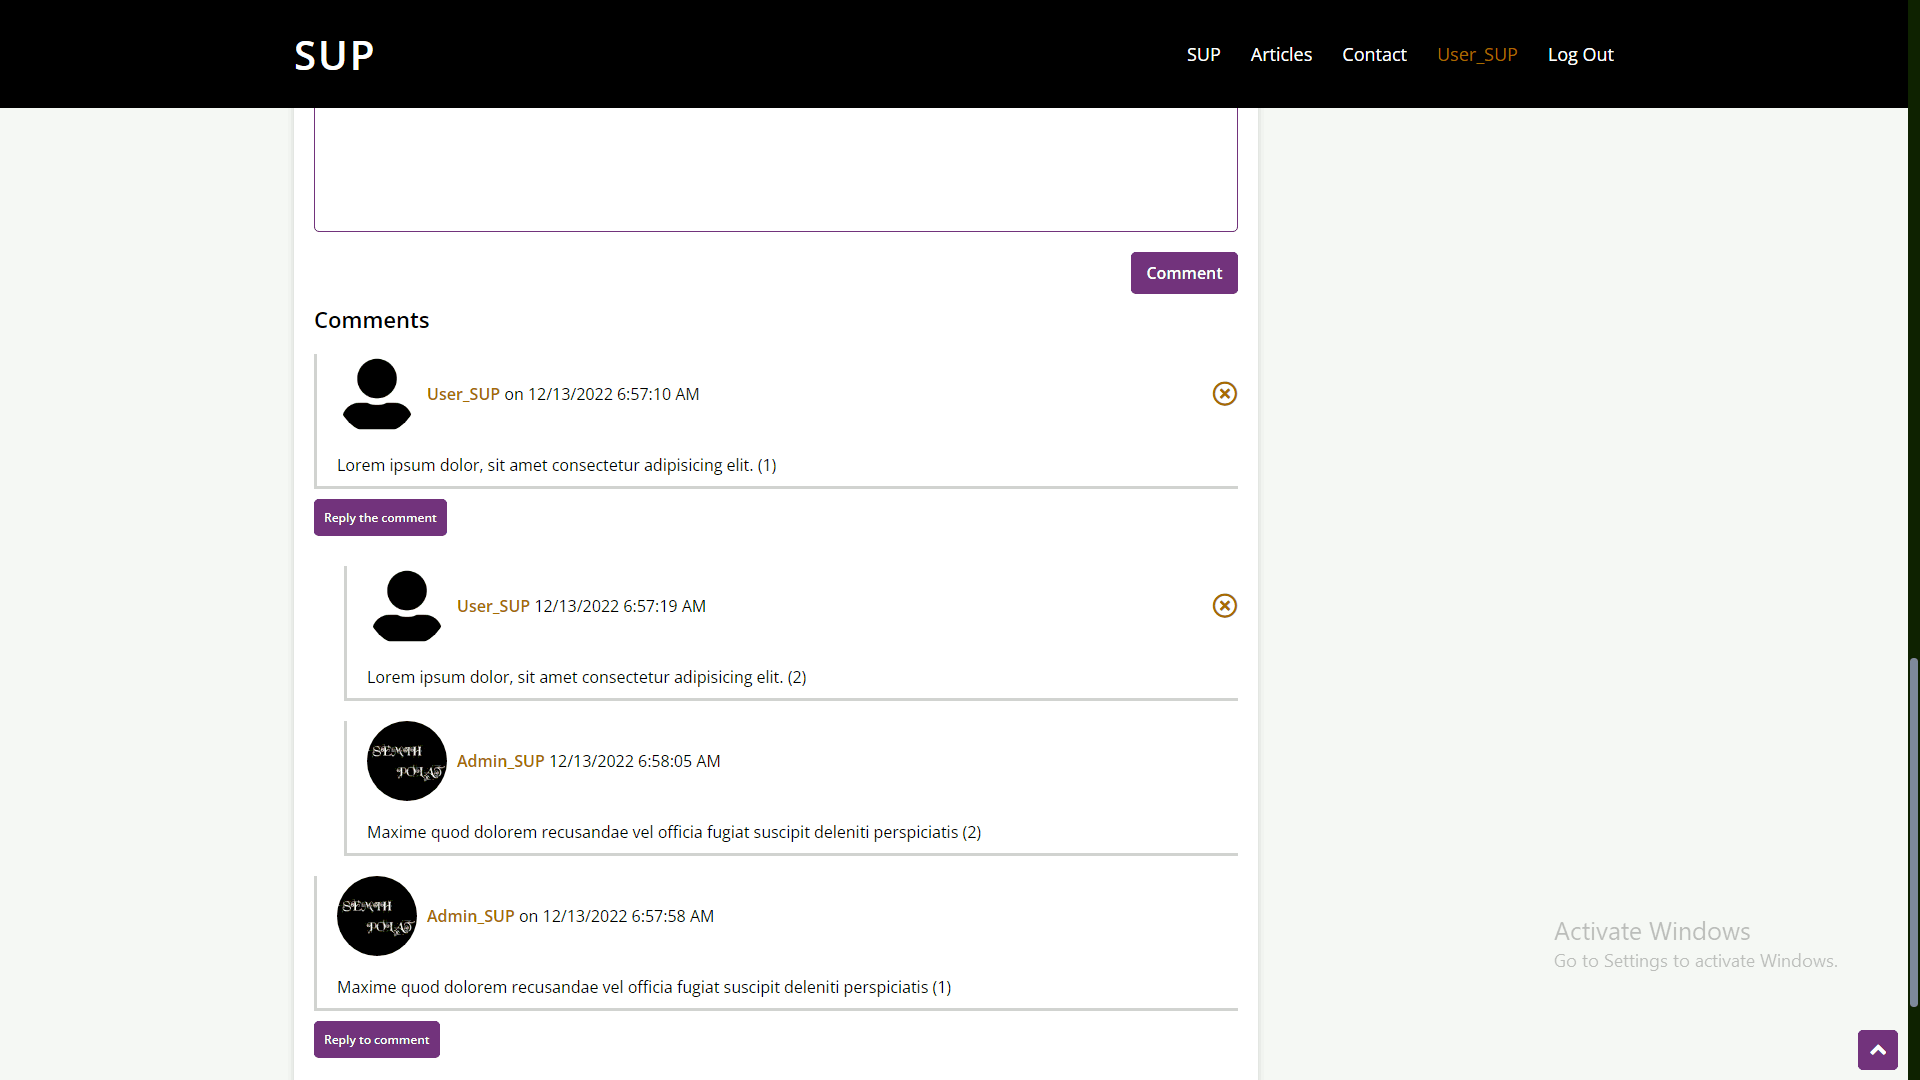 SUP
SUP Articles Contact User_SUP Log Out
Comment
Comments
User_SUP on 12/13/2022 6:57:10 AM
Lorem ipsum dolor, sit amet consectetur adipisicing elit. (1)
Reply the comment
User_SUP 12/13/2022 6:57:19 AM
Lorem ipsum dolor, sit amet consectetur adipisicing elit. (2)
SEMIH
POLAT
Admin_SUP 12/13/2022 6:58:05 AM
Maxime quod dolorem recusandae vel officia fugiat suscipit deleniti perspiciatis (2)
SEMIH
POLAT
Admin_SUP on 12/13/2022 6:57:58 AM
Maxime quod dolorem recusandae vel officia fugiat suscipit deleniti perspiciatis (1)
Reply to comment
Activate Windows
Go to Settings to activate Windows.